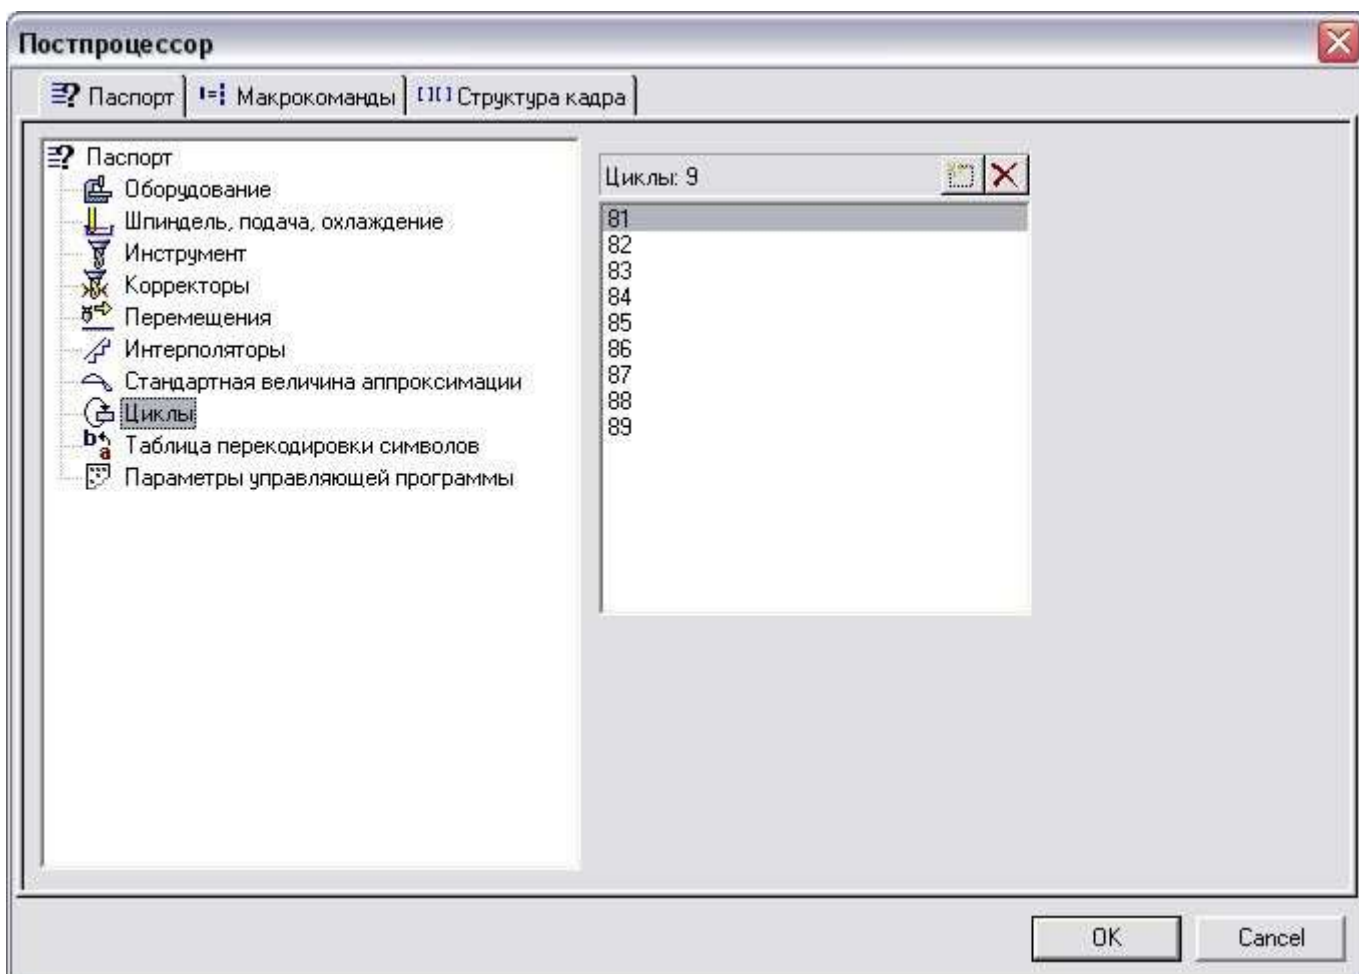 Постпроцессор
Паспорт Макрокоманды Структура кадра
Паспорт
Оборудование
Шпиндель, подача, охлаждение
Инструмент
Корректоры
Перемещения
Интерполяторы
Стандартная величина аппроксимации
Циклы
Таблица перекодировки символов
Параметры управляющей программы
Циклы: 9
81
82
83
84
85
86
87
88
89
OK Cancel